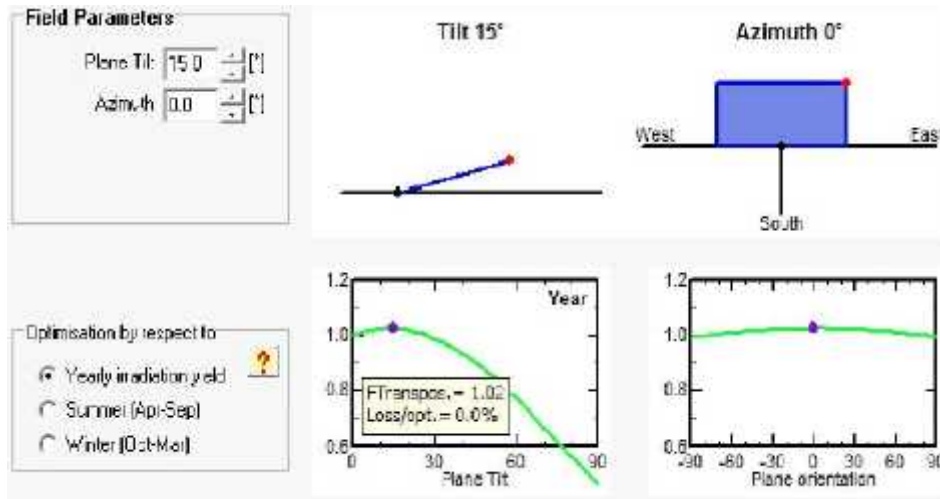 Field Parameters
Plane Tilt 15.0 [°]
Azimuth 0.0 [°]
Tilt 15°
Azimuth 0°
West
East
South
Optimisation by respect to
Yearly irradiation yield
Summer (Apr-Sep)
Winter (Oct-Mar)
?
1.2
1.0
0.8
0.6
Year
FTranspos. = 1.02
Loss/opt. = 0.0%
0 30 60 90
Plane Tilt
1.2
1.0
0.8
0.6
-90 -60 -30 0 30 60 90
Plane orientation